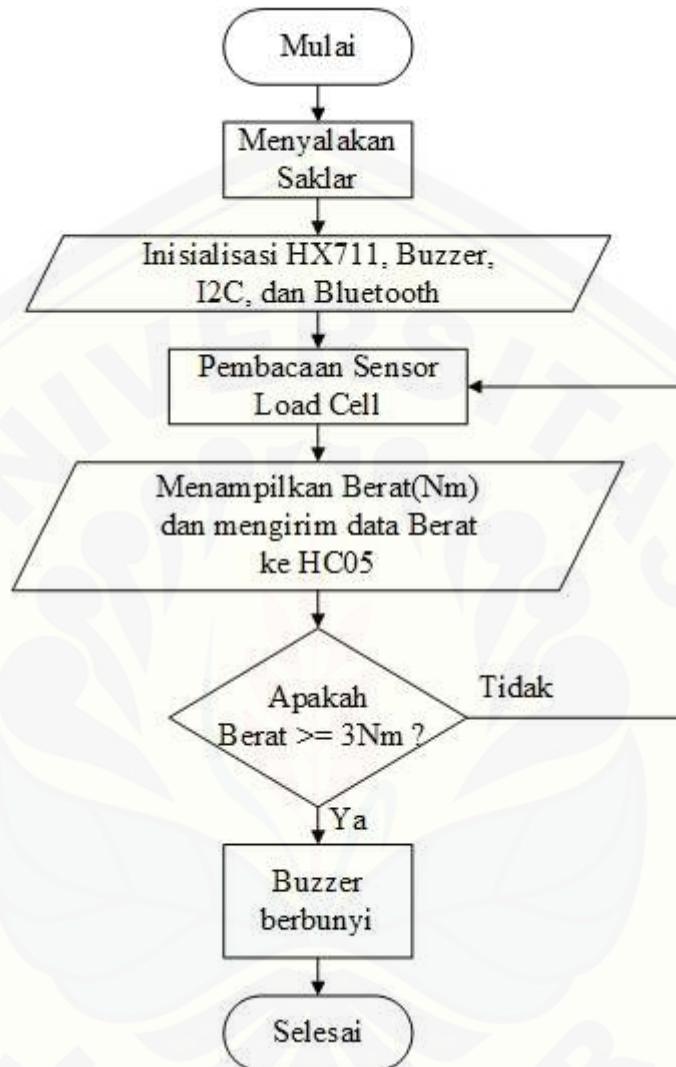 Mulai
Menyalakan
Saklar
Inisialisasi HX711, Buzzer,
I2C, dan Bluetooth
Pembacaan Sensor
Load Cell
Menampilkan Berat(Nm)
dan mengirim data Berat
ke HC05
Apakah
Berat >= 3Nm ?
Tidak
Ya
Buzzer
berbunyi
Selesai